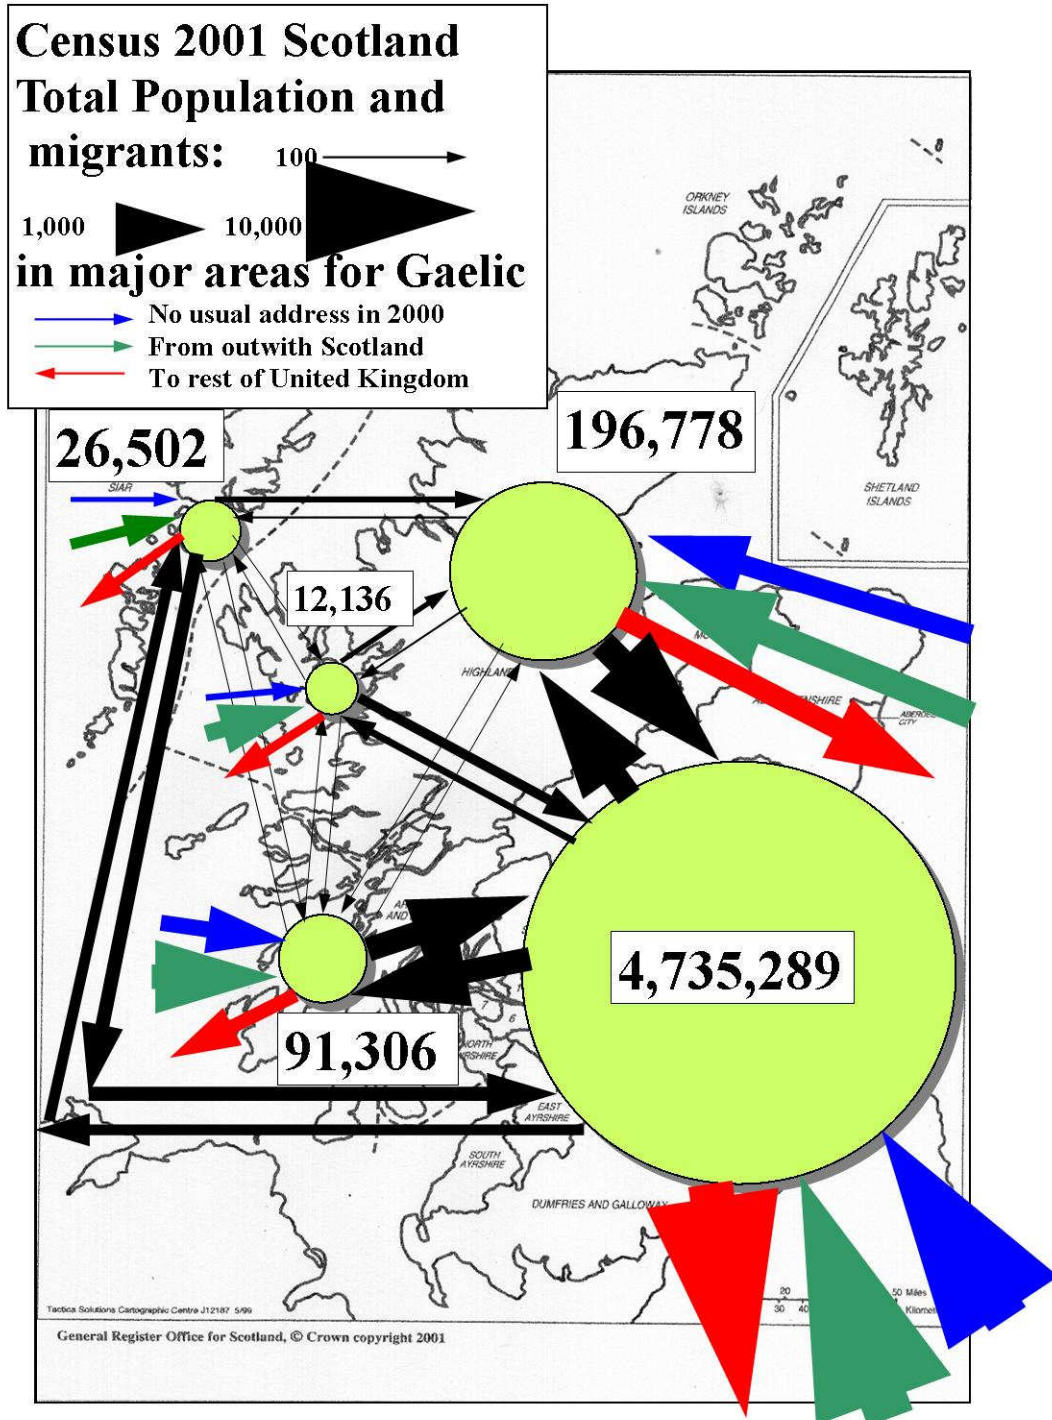 Census 2001 Scotland
Total Population and
migrants:
100
1,000
10,000
in major areas for Gaelic
No usual address in 2000
From outwith Scotland
To rest of United Kingdom
ORKNEY
ISLANDS
26,502
196,778
SIAR
SHETLAND
ISLANDS
12,136
HIGHLAND
4,735,289
91,306
7
6
EAST
AYRSHIRE
SOUTH
AYRSHIRE
DUMFRIES AND GALLOWAY
20
50 Miles
30
40
Tactica Solutions Cartographic Centre J12187 5/99
General Register Office for Scotland, © Crown copyright 2001